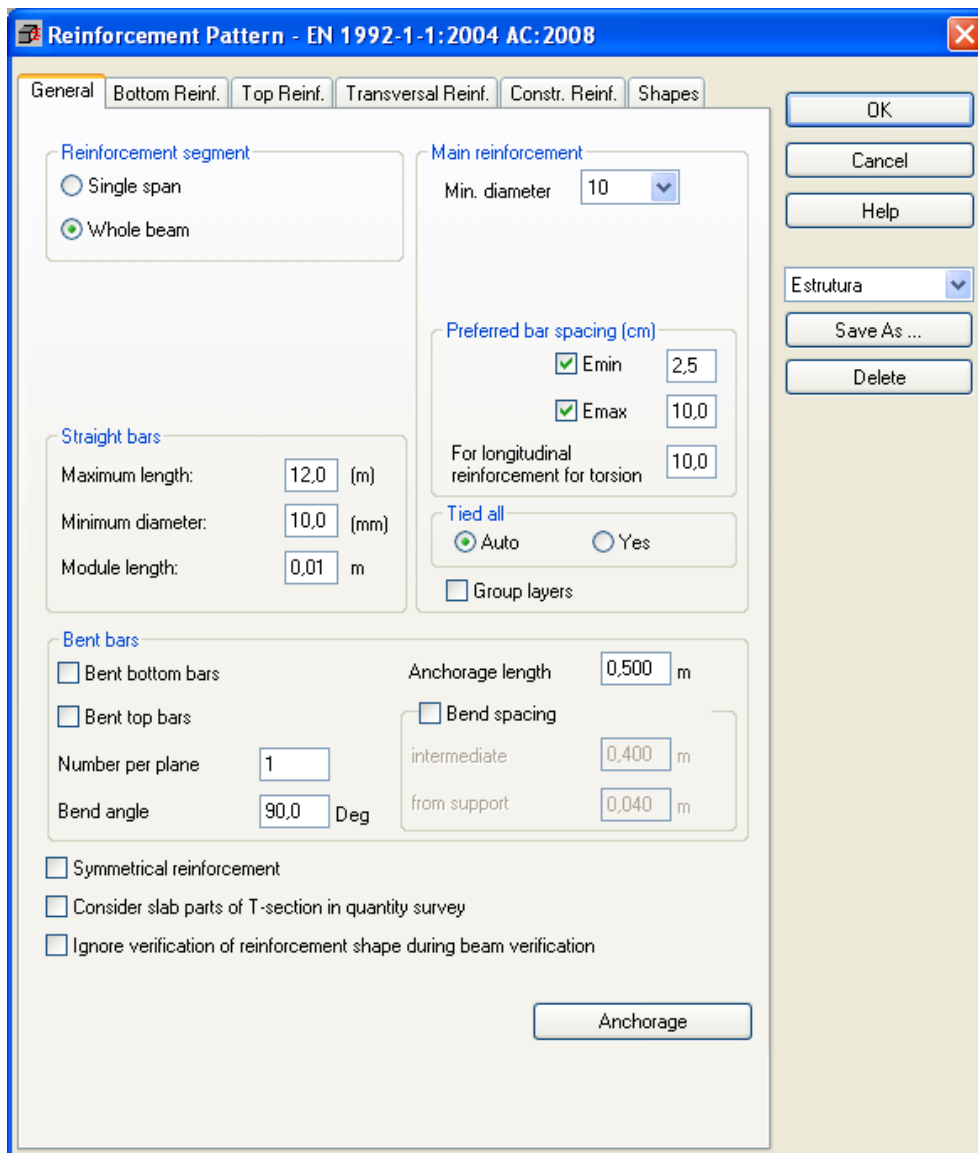 Reinforcement Pattern - EN 1992-1-1:2004 AC:2008
General Bottom Reinf. Top Reinf. Transversal Reinf. Constr. Reinf. Shapes
OK
Cancel
Help
Estrutura
Save As ...
Delete
Reinforcement segment
Single span
Whole beam
Main reinforcement
Min. diameter 10
Preferred bar spacing (cm)
Emin 2,5
Emax 10,0
For longitudinal
reinforcement for torsion 10,0
Straight bars
Maximum length: 12,0 (m)
Minimum diameter: 10,0 (mm)
Module length: 0,01 m
Tied all
Auto Yes
Group layers
Bent bars
Bent bottom bars
Bent top bars
Number per plane 1
Bend angle 90,0 Deg
Anchorage length 0,500 m
Bend spacing
intermediate 0,400 m
from support 0,040 m
Symmetrical reinforcement
Consider slab parts of T-section in quantity survey
Ignore verification of reinforcement shape during beam verification
Anchorage